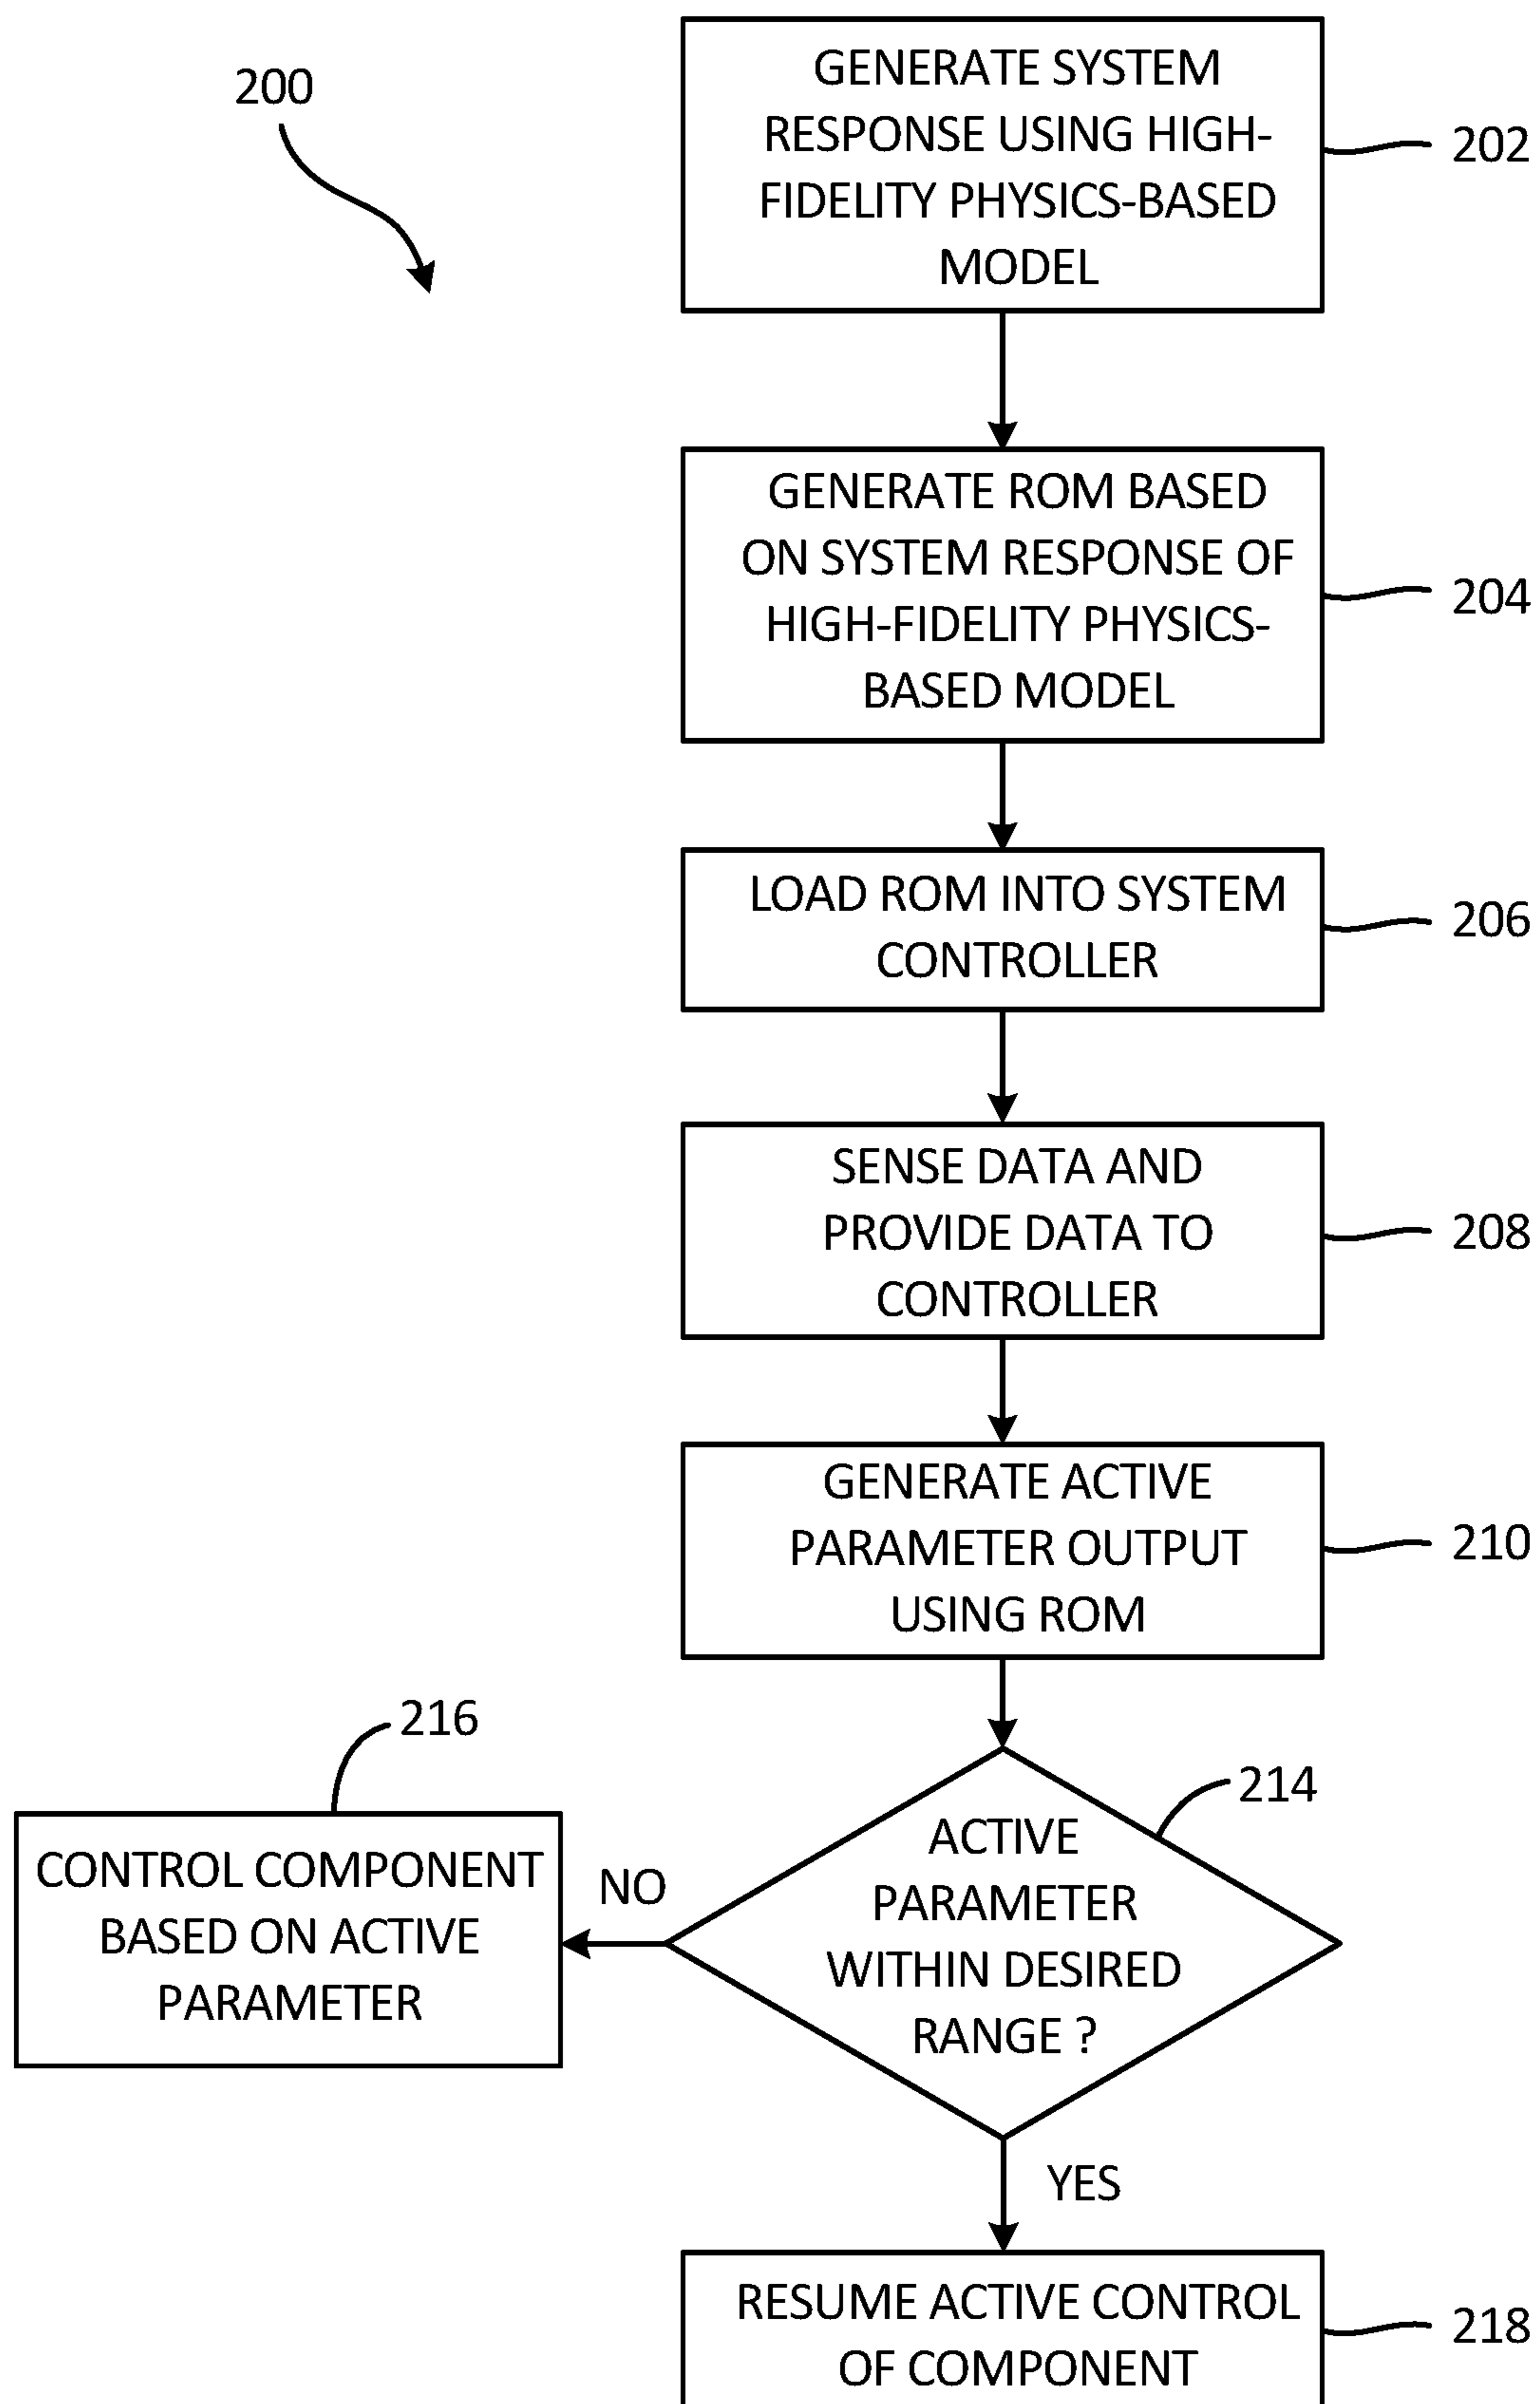 200
GENERATE SYSTEM
RESPONSE USING HIGH-
FIDELITY PHYSICS-BASED
MODEL
202
GENERATE ROM BASED
ON SYSTEM RESPONSE OF
HIGH-FIDELITY PHYSICS-
BASED MODEL
204
LOAD ROM INTO SYSTEM
CONTROLLER
206
SENSE DATA AND
PROVIDE DATA TO
CONTROLLER
208
GENERATE ACTIVE
PARAMETER OUTPUT
USING ROM
210
216
214
CONTROL COMPONENT
BASED ON ACTIVE
PARAMETER
NO
ACTIVE
PARAMETER
WITHIN DESIRED
RANGE ?
YES
RESUME ACTIVE CONTROL
OF COMPONENT
218